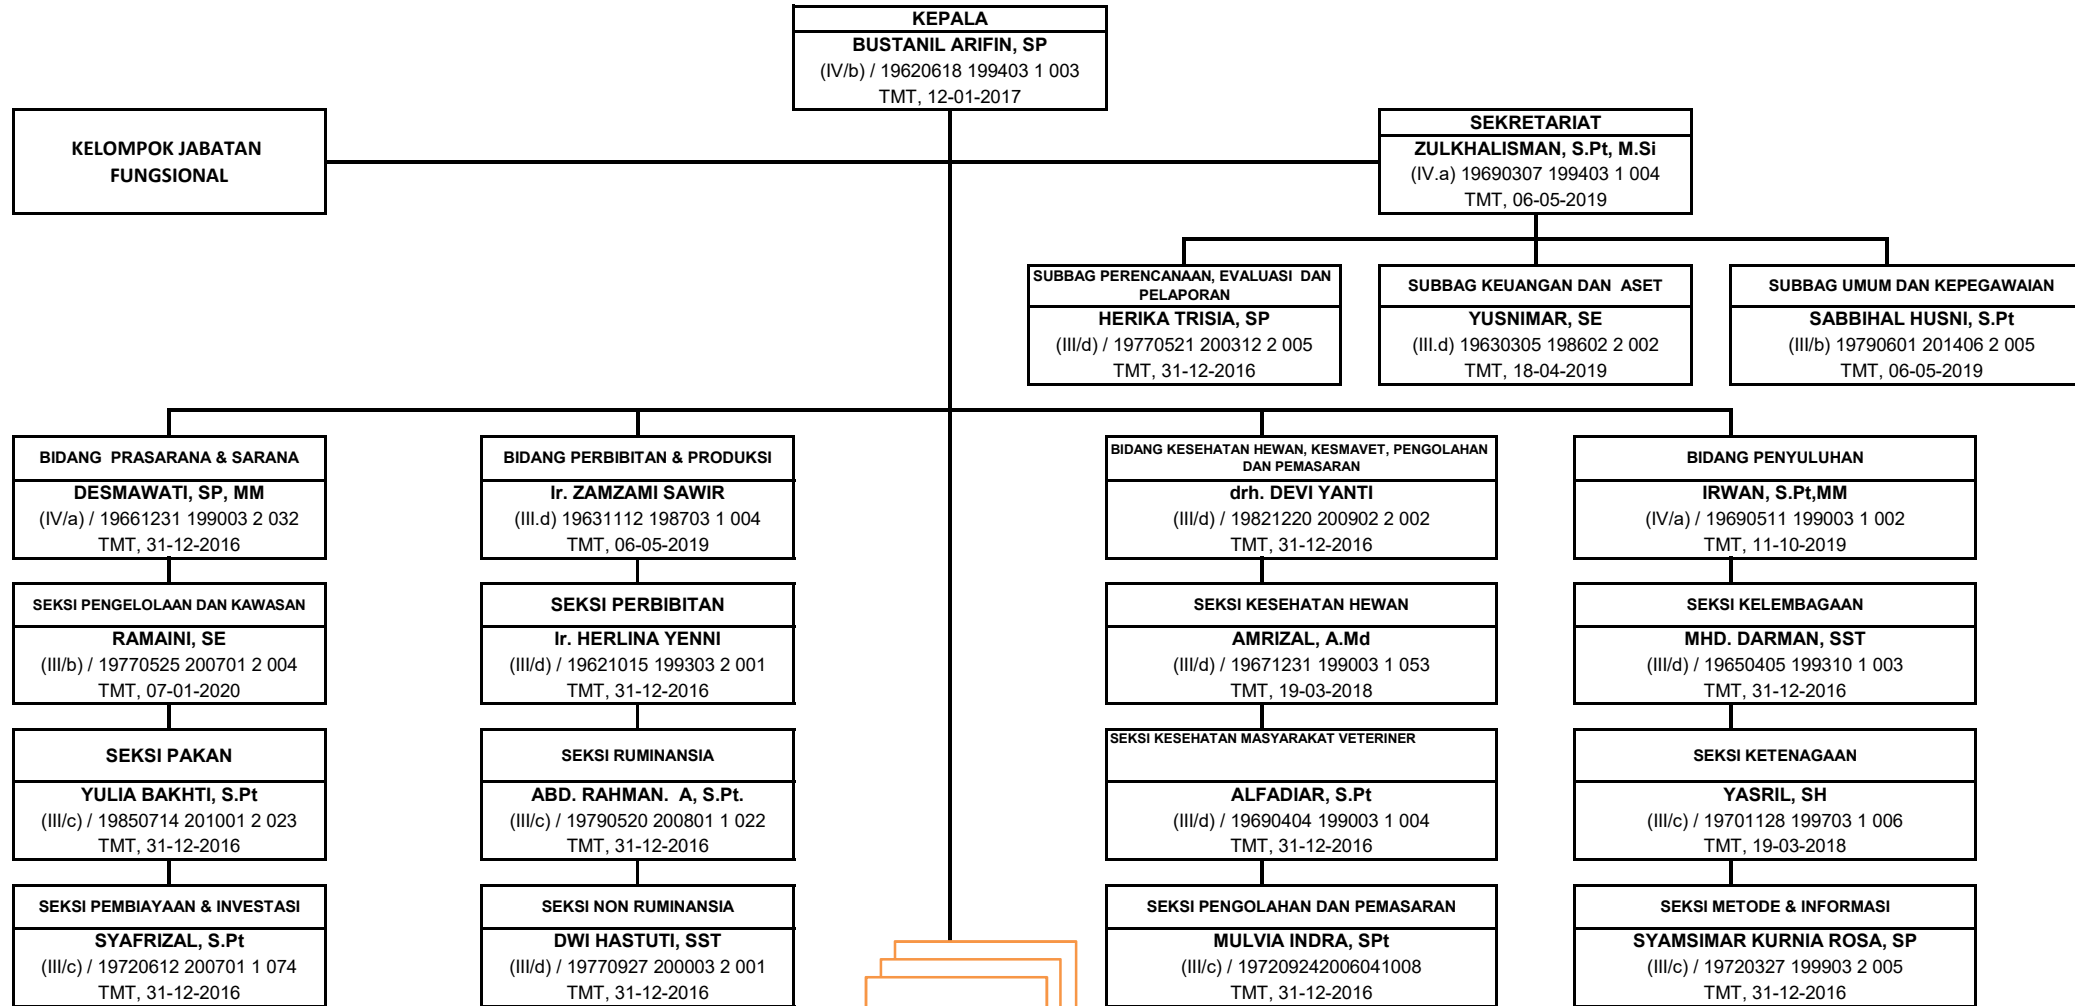 KEPALA
BUSTANIL ARIFIN, SP
(IV/b) / 19620618 199403 1 003
TMT, 12-01-2017
KELOMPOK JABATAN
FUNGSIONAL
SEKRETARIAT
ZULKHALISMAN, S.Pt, M.Si
(IV.a) 19690307 199403 1 004
TMT, 06-05-2019
SUBBAG PERENCANAAN, EVALUASI DAN
PELAPORAN
HERIKA TRISIA, SP
(III/d) / 19770521 200312 2 005
TMT, 31-12-2016
SUBBAG KEUANGAN DAN ASET
YUSNIMAR, SE
(III.d) 19630305 198602 2 002
TMT, 18-04-2019
SUBBAG UMUM DAN KEPEGAWAIAN
SABBIHAL HUSNI, S.Pt
(III/b) 19790601 201406 2 005
TMT, 06-05-2019
BIDANG PRASARANA & SARANA
DESMAWATI, SP, MM
(IV/a) / 19661231 199003 2 032
TMT, 31-12-2016
SEKSI PENGELOLAAN DAN KAWASAN
RAMAINI, SE
(III/b) / 19770525 200701 2 004
TMT, 07-01-2020
SEKSI PAKAN
YULIA BAKHTI, S.Pt
(III/c) / 19850714 201001 2 023
TMT, 31-12-2016
SEKSI PEMBIAYAAN & INVESTASI
SYAFRIZAL, S.Pt
(III/c) / 19720612 200701 1 074
TMT, 31-12-2016
BIDANG PERBIBITAN & PRODUKSI
Ir. ZAMZAMI SAWIR
(III.d) 19631112 198703 1 004
TMT, 06-05-2019
SEKSI PERBIBITAN
Ir. HERLINA YENNI
(III/d) / 19621015 199303 2 001
TMT, 31-12-2016
SEKSI RUMINANSIA
ABD. RAHMAN. A, S.Pt.
(III/c) / 19790520 200801 1 022
TMT, 31-12-2016
SEKSI NON RUMINANSIA
DWI HASTUTI, SST
(III/d) / 19770927 200003 2 001
TMT, 31-12-2016
BIDANG KESEHATAN HEWAN, KESMAVET, PENGOLAHAN
DAN PEMASARAN
drh. DEVI YANTI
(III/d) / 19821220 200902 2 002
TMT, 31-12-2016
SEKSI KESEHATAN HEWAN
AMRIZAL, A.Md
(III/d) / 19671231 199003 1 053
TMT, 19-03-2018
SEKSI KESEHATAN MASYARAKAT VETERINER
ALFADIAR, S.Pt
(III/d) / 19690404 199003 1 004
TMT, 31-12-2016
SEKSI PENGOLAHAN DAN PEMASARAN
MULVIA INDRA, SPt
(III/c) / 197209242006041008
TMT, 31-12-2016
BIDANG PENYULUHAN
IRWAN, S.Pt,MM
(IV/a) / 19690511 199003 1 002
TMT, 11-10-2019
SEKSI KELEMBAGAAN
MHD. DARMAN, SST
(III/d) / 19650405 199310 1 003
TMT, 31-12-2016
SEKSI KETENAGAAN
YASRIL, SH
(III/c) / 19701128 199703 1 006
TMT, 19-03-2018
SEKSI METODE & INFORMASI
SYAMSIMAR KURNIA ROSA, SP
(III/c) / 19720327 199903 2 005
TMT, 31-12-2016